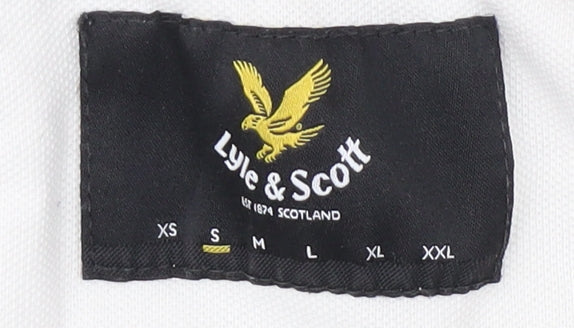 Lyle & Scott
EST 1874 SCOTLAND
XS S M L XL XXL